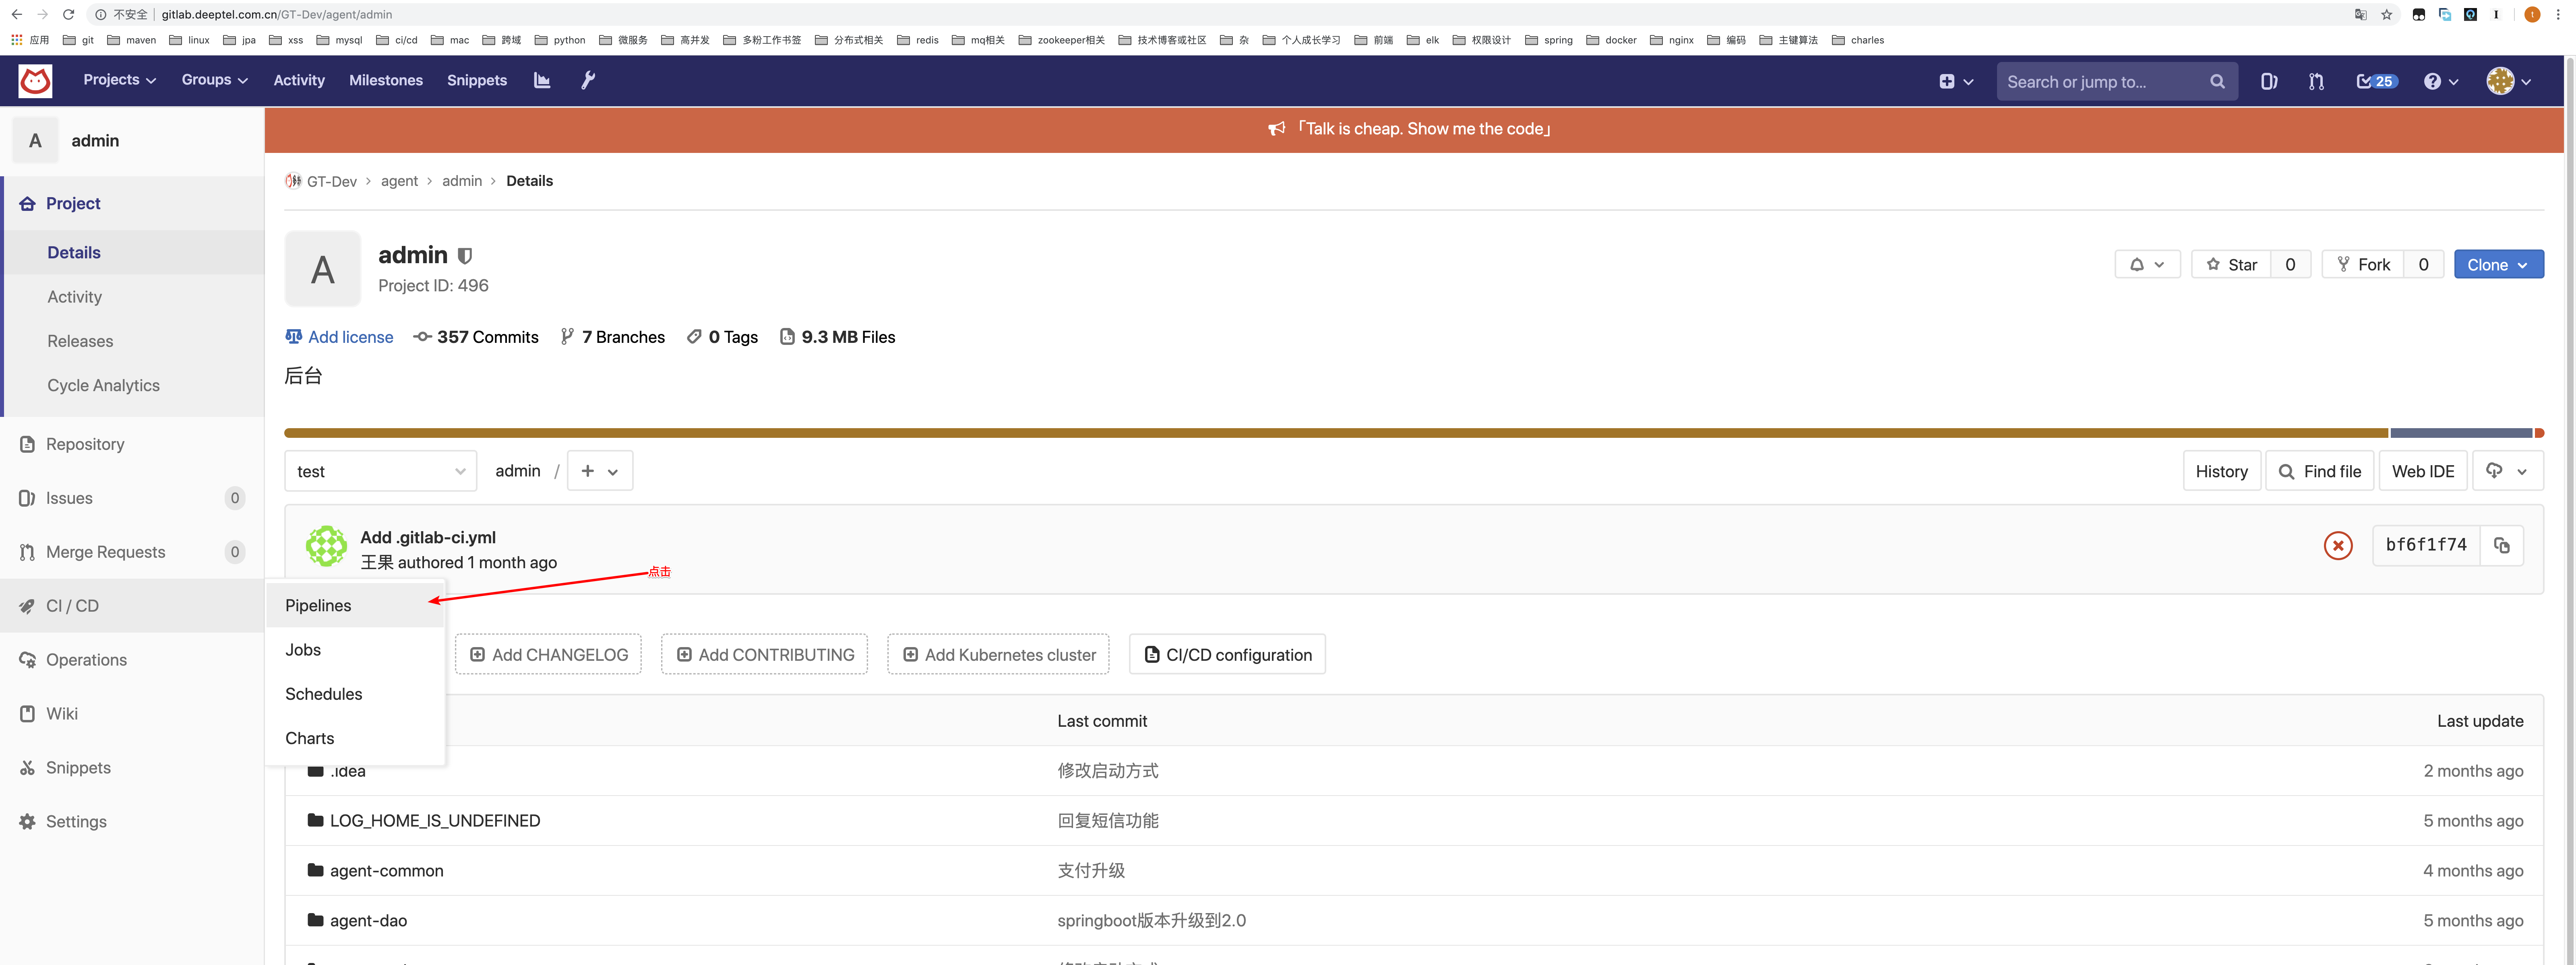 不安全 | gitlab.deeptel.com.cn/GT-Dev/agent/admin
应用 git maven linux jpa xss mysql ci/cd mac 跨域 python 微服务 高并发 多粉工作书签 分布式相关 redis mq相关 zookeeper相关 技术博客或社区 杂 个人成长学习 前端 elk 权限设计 spring docker nginx 编码 主键算法 charles
Projects Groups Activity Milestones Snippets
Search or jump to...
25
A admin
「Talk is cheap. Show me the code」
GT-Dev > agent > admin > Details
Project
Details
Activity
Releases
Cycle Analytics
Repository
Issues 0
Merge Requests 0
CI / CD
Operations
Wiki
Snippets
Settings
A
admin
Project ID: 496
Star 0
Fork 0
Clone
Add license 357 Commits 7 Branches 0 Tags 9.3 MB Files
后台
test
admin / +
History Find file Web IDE
Add .gitlab-ci.yml
王果 authored 1 month ago
bf6f1f74
点击
Pipelines
Jobs
Schedules
Charts
Add CHANGELOG Add CONTRIBUTING Add Kubernetes cluster CI/CD configuration
Last commit Last update
.idea 修改启动方式 2 months ago
LOG_HOME_IS_UNDEFINED 回复短信功能 5 months ago
agent-common 支付升级 4 months ago
agent-dao springboot版本升级到2.0 5 months ago